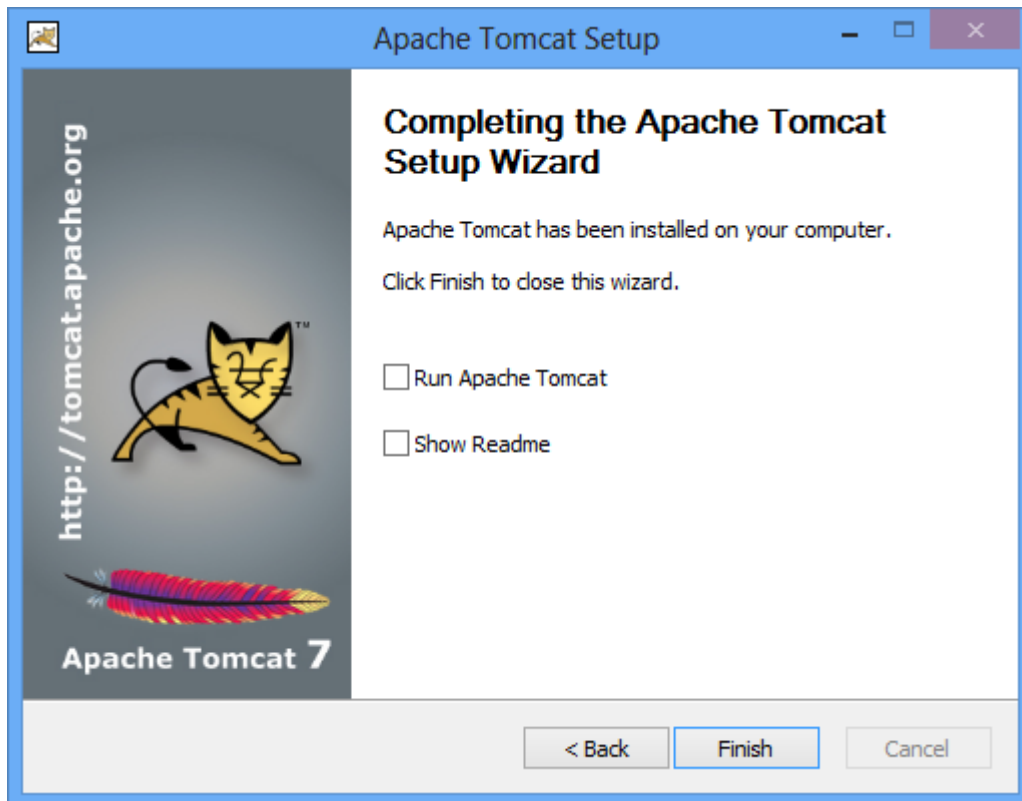 Apache Tomcat Setup
http://tomcat.apache.org
TM
Apache Tomcat 7
Completing the Apache Tomcat
Setup Wizard
Apache Tomcat has been installed on your computer.
Click Finish to close this wizard.
Run Apache Tomcat
Show Readme
< Back
Finish
Cancel